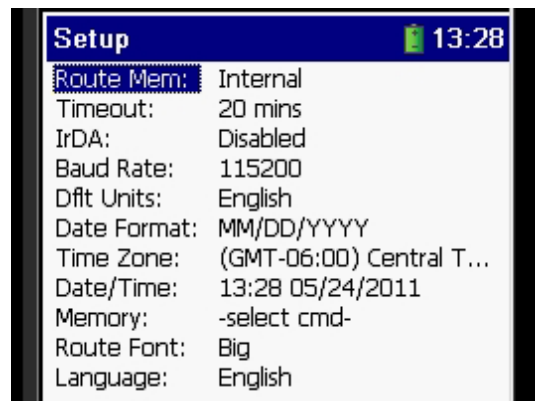 Setup 13:28
Route Mem: Internal
Timeout: 20 mins
IrDA: Disabled
Baud Rate: 115200
Dflt Units: English
Date Format: MM/DD/YYYY
Time Zone: (GMT-06:00) Central T...
Date/Time: 13:28 05/24/2011
Memory: -select cmd-
Route Font: Big
Language: English